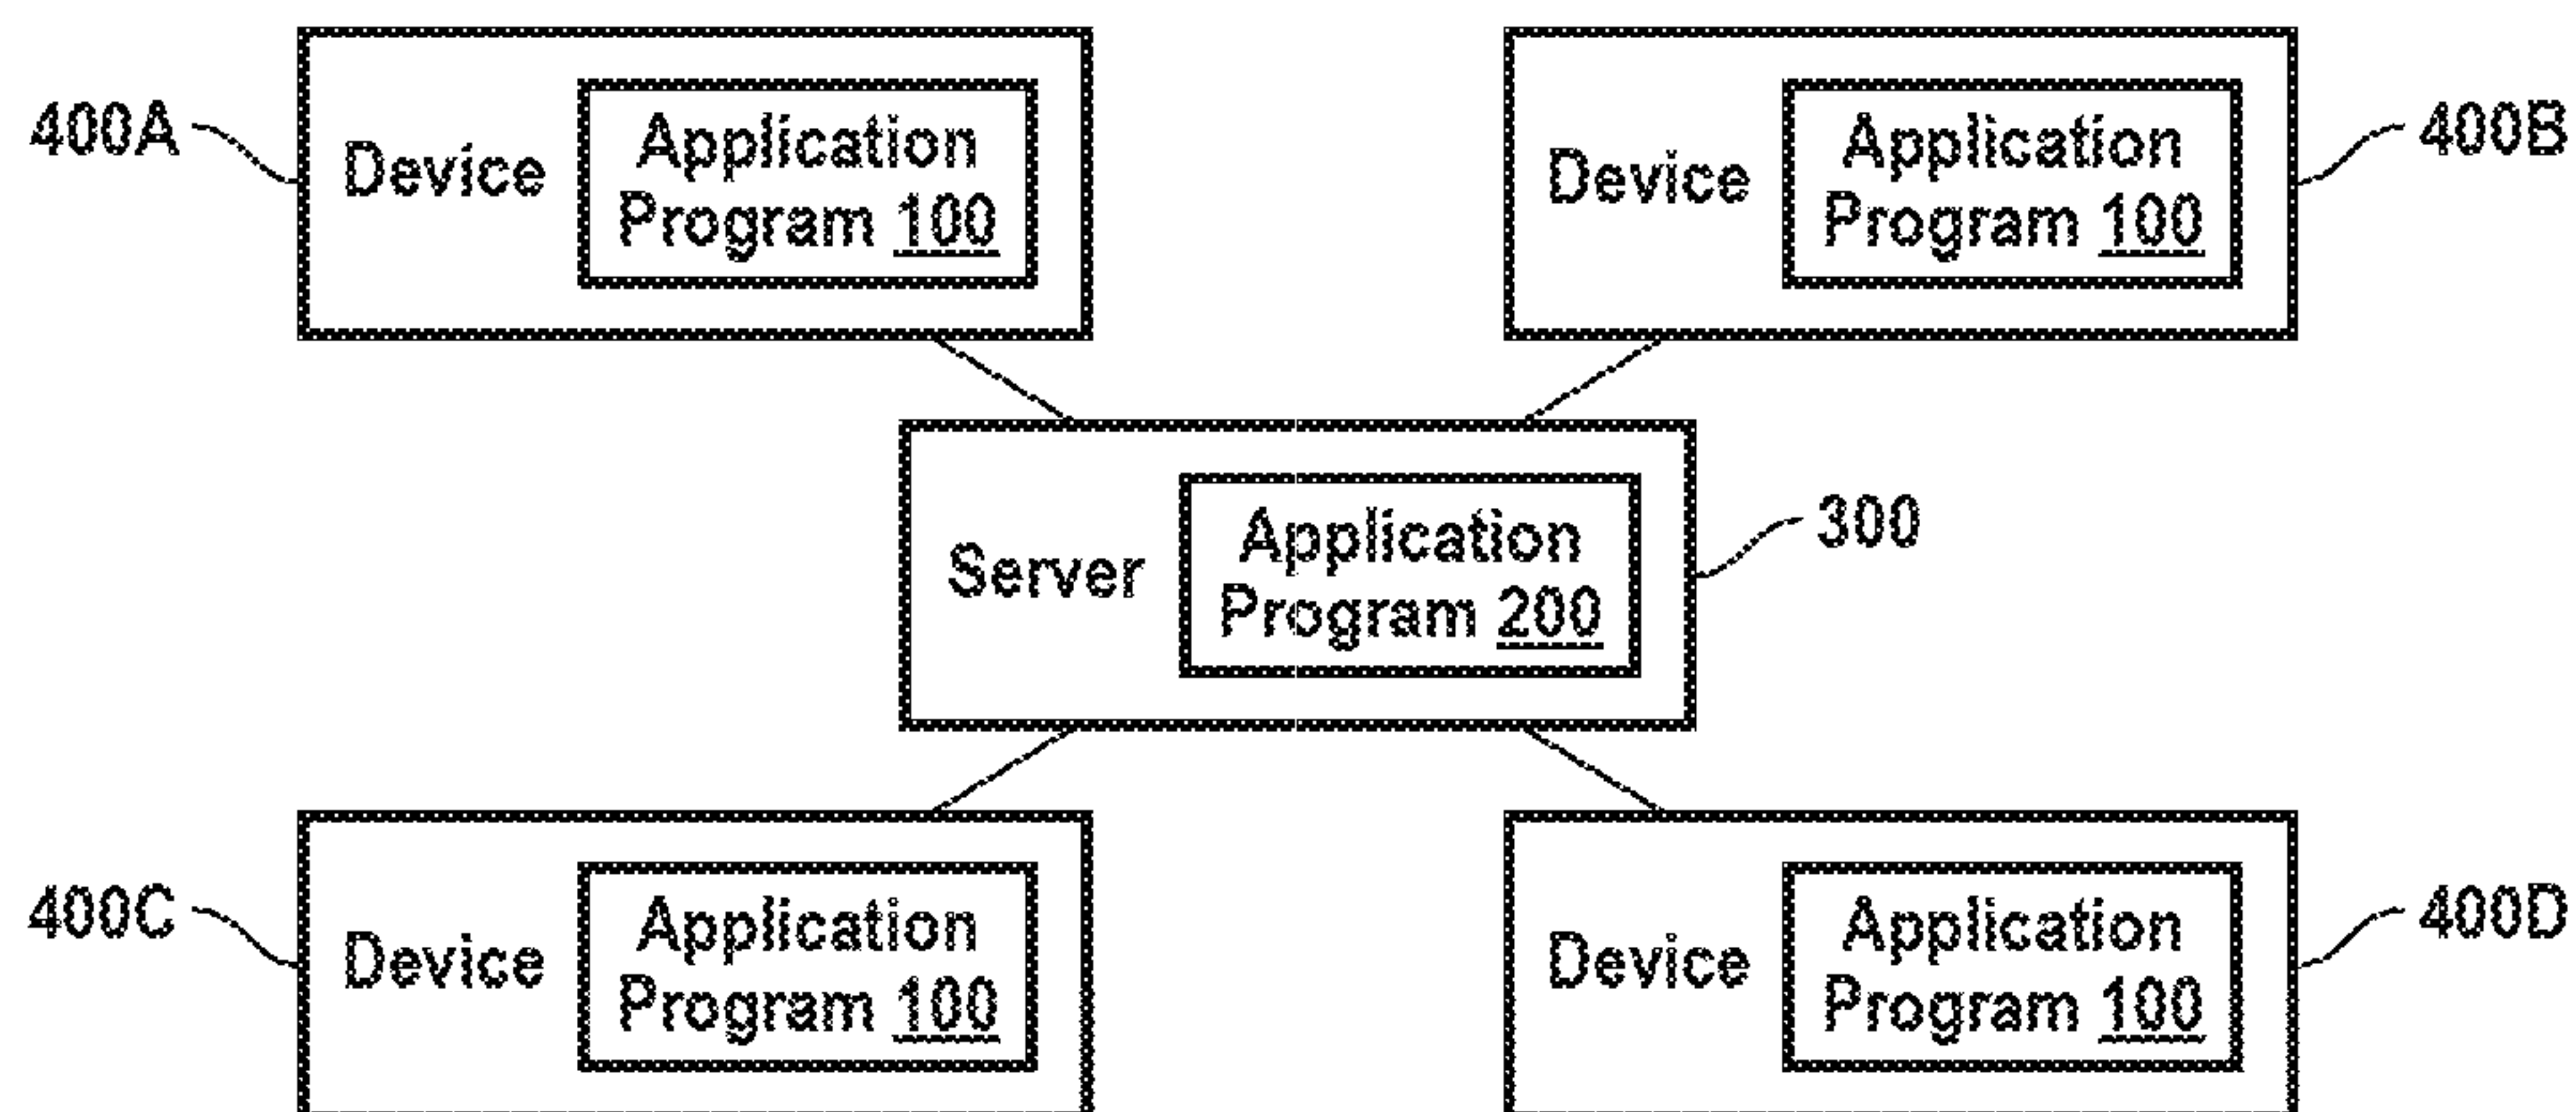 400A
Device
Application
Program 100
Device
Application
Program 100
400B
Server
Application
Program 200
300
400C
Device
Application
Program 100
Device
Application
Program 100
400D